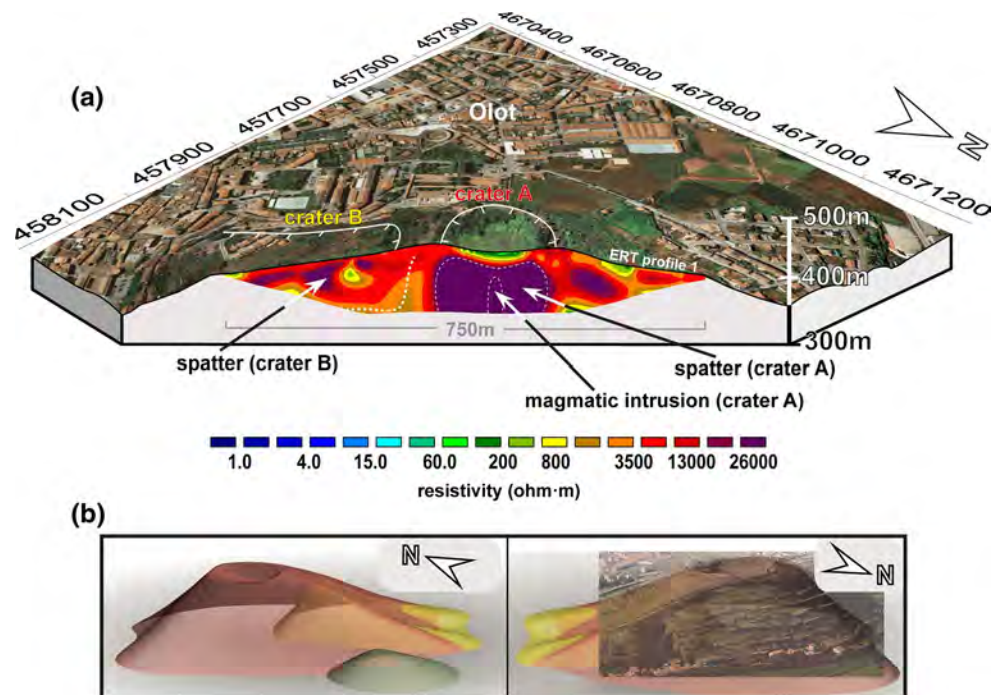 (a)
458100
457900
457700
457500
457300
4670400
4670600
4670800
4671000
4671200
Olot
N
crater A
crater B
500m
ERT profile 1
400m
750m
300m
spatter (crater B)
spatter (crater A)
magmatic intrusion (crater A)
1.0 4.0 15.0 60.0 200 800 3500 13000 26000
resistivity (ohm·m)
(b)
N
N